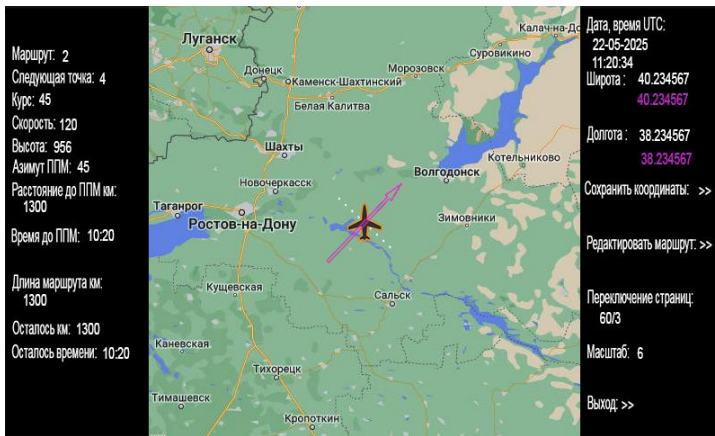 Маршрут: 2
Следующая точка: 4
Курс: 45
Скорость: 120
Высота: 956
Азимут ППМ: 45
Расстояние до ППМ км:
1300
Время до ППМ: 10:20
Длина маршрута км:
1300
Осталось км: 1300
Осталось времени: 10:20
Луганск
Калач-на-До
Суровикино
Донецк
Морозовск
Каменск-Шахтинский
Белая Калитва
Шахты
Котельниково
Волгодонск
Новочеркасск
Таганрог
Зимовники
Ростов-на-Дону
Кущевская
Сальск
Каневская
Тихорецк
Тимашевск
Кропоткин
Дата, время UTC:
22-05-2025
11:20:34
Широта : 40.234567
40.234567
Долгота : 38.234567
38.234567
Сохранить координаты: >>
Редактировать маршрут: >>
Переключение страниц:
60/3
Масштаб: 6
Выход: >>